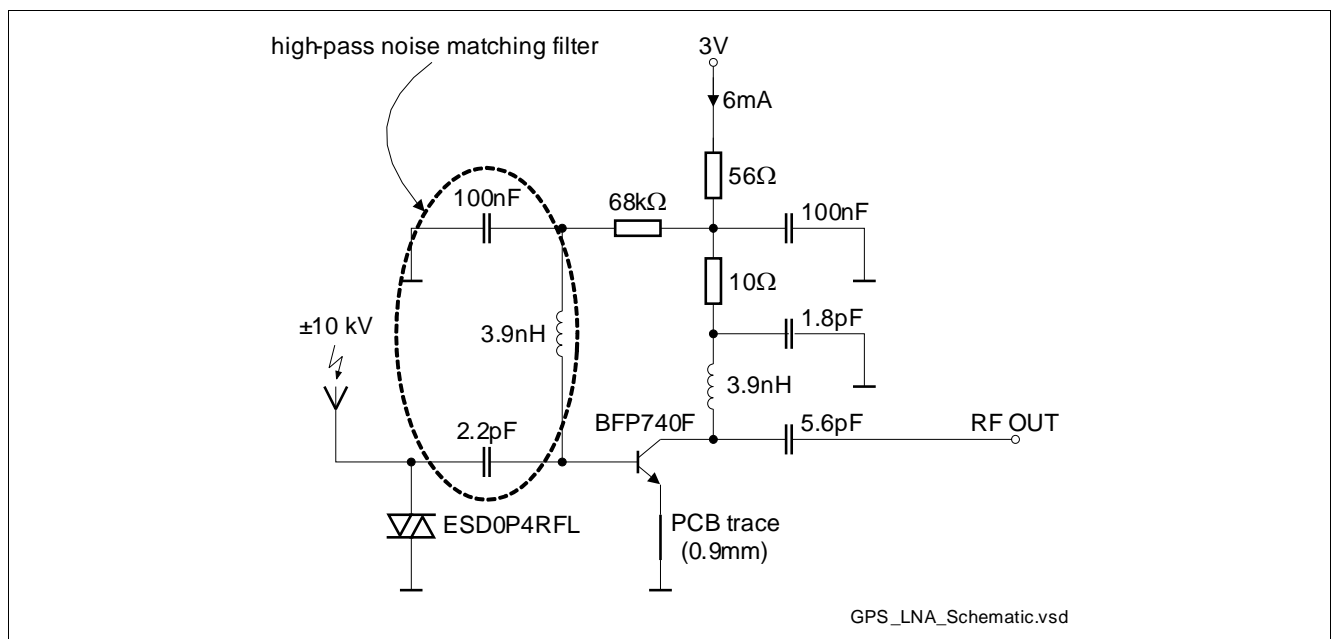 high-pass noise matching filter
3V
6mA
56Ω
100nF
68kΩ
100nF
10Ω
±10 kV
3.9nH
1.8pF
3.9nH
2.2pF
BFP740F
5.6pF
RF OUT
ESD0P4RFL
PCB trace
(0.9mm)
GPS_LNA_Schematic.vsd